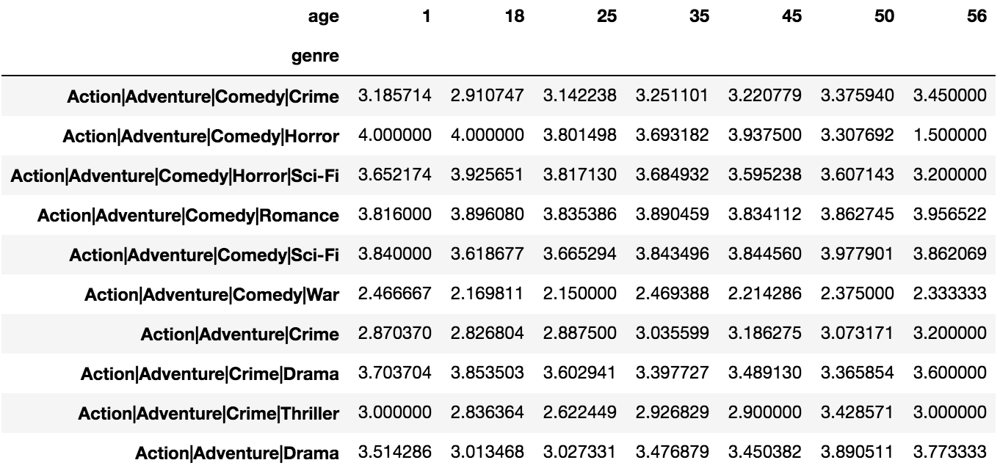 age 1 18 25 35 45 50 56
genre
Action|Adventure|Comedy|Crime 3.185714 2.910747 3.142238 3.251101 3.220779 3.375940 3.450000
Action|Adventure|Comedy|Horror 4.000000 4.000000 3.801498 3.693182 3.937500 3.307692 1.500000
Action|Adventure|Comedy|Horror|Sci-Fi 3.652174 3.925651 3.817130 3.684932 3.595238 3.607143 3.200000
Action|Adventure|Comedy|Romance 3.816000 3.896080 3.835386 3.890459 3.834112 3.862745 3.956522
Action|Adventure|Comedy|Sci-Fi 3.840000 3.618677 3.665294 3.843496 3.844560 3.977901 3.862069
Action|Adventure|Comedy|War 2.466667 2.169811 2.150000 2.469388 2.214286 2.375000 2.333333
Action|Adventure|Crime 2.870370 2.826804 2.887500 3.035599 3.186275 3.073171 3.200000
Action|Adventure|Crime|Drama 3.703704 3.853503 3.602941 3.397727 3.489130 3.365854 3.600000
Action|Adventure|Crime|Thriller 3.000000 2.836364 2.622449 2.926829 2.900000 3.428571 3.000000
Action|Adventure|Drama 3.514286 3.013468 3.027331 3.476879 3.450382 3.890511 3.773333